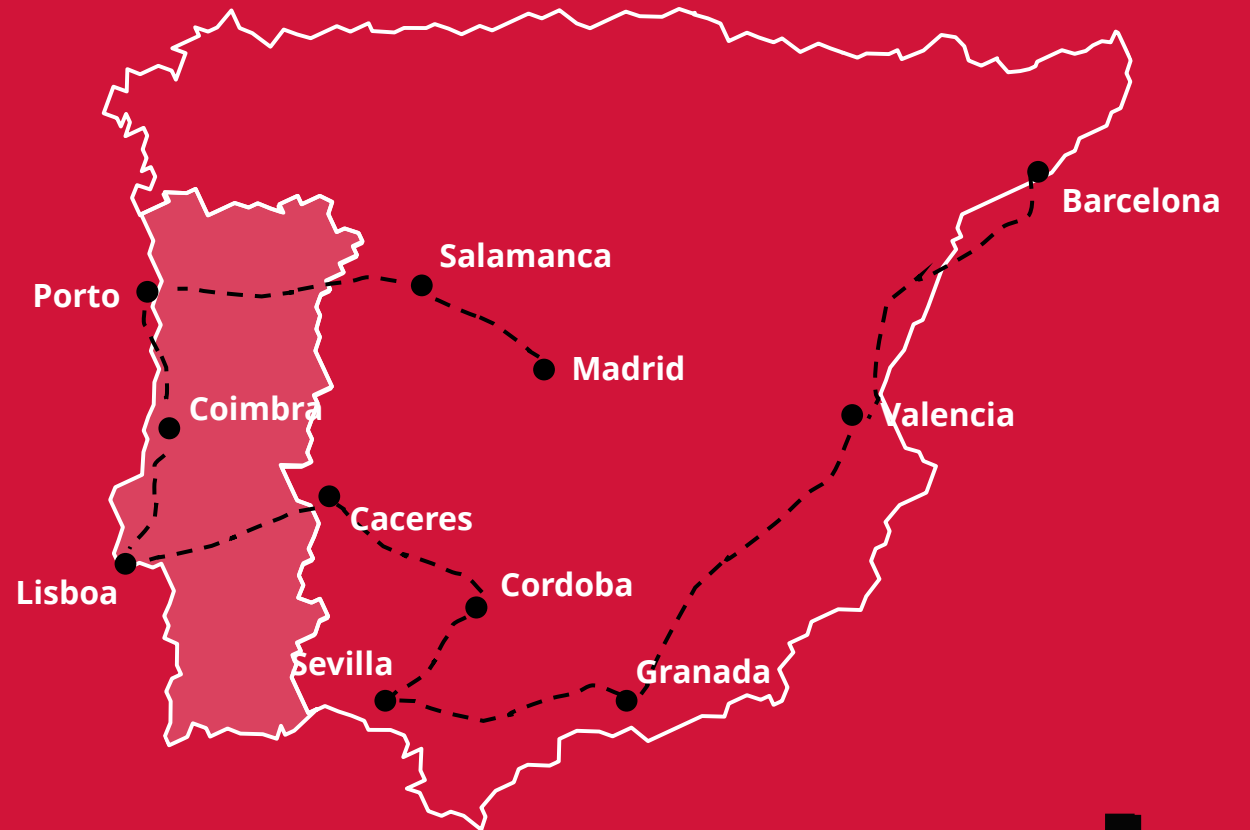 Barcelona
Salamanca
Porto
Madrid
Coimbra
Valencia
Caceres
Cordoba
Lisboa
Sevilla
Granada